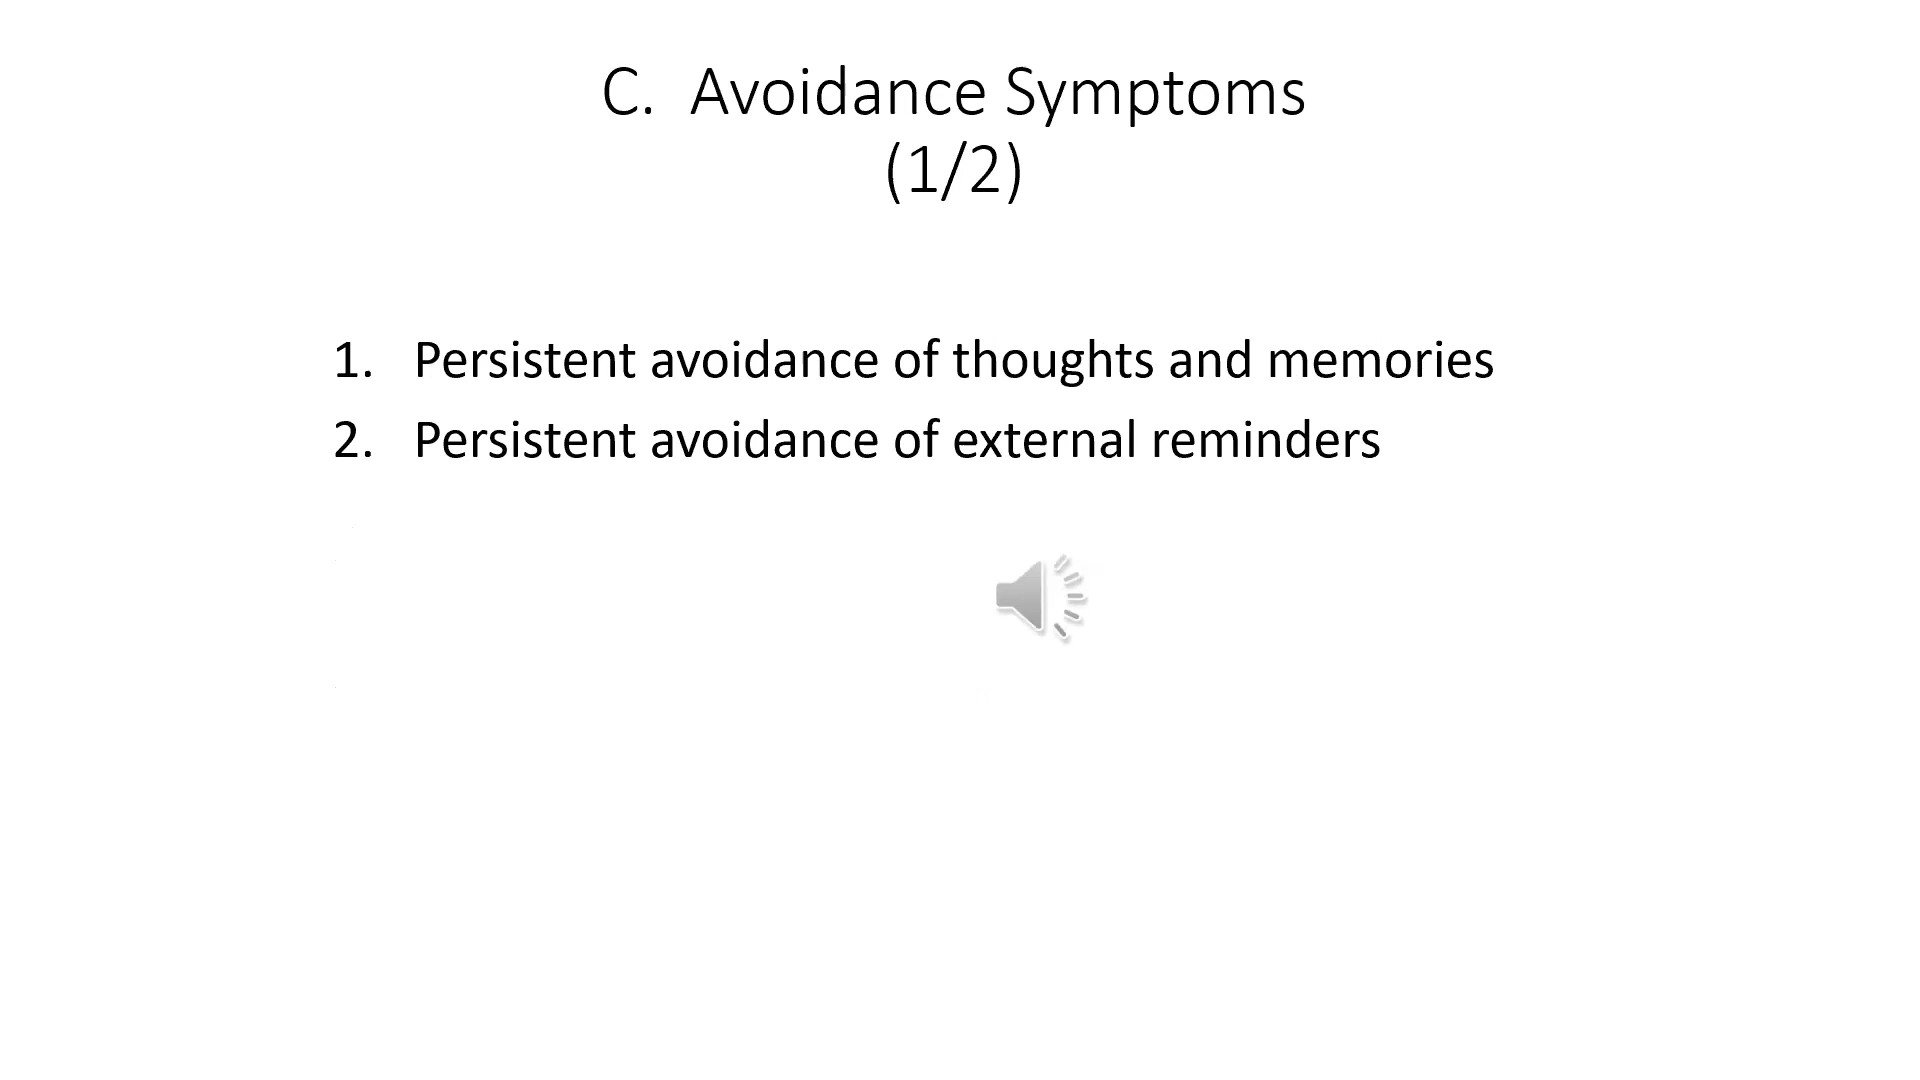 C.  Avoidance Symptoms
(1/2)
1. Persistent avoidance of thoughts and memories
2. Persistent avoidance of external reminders